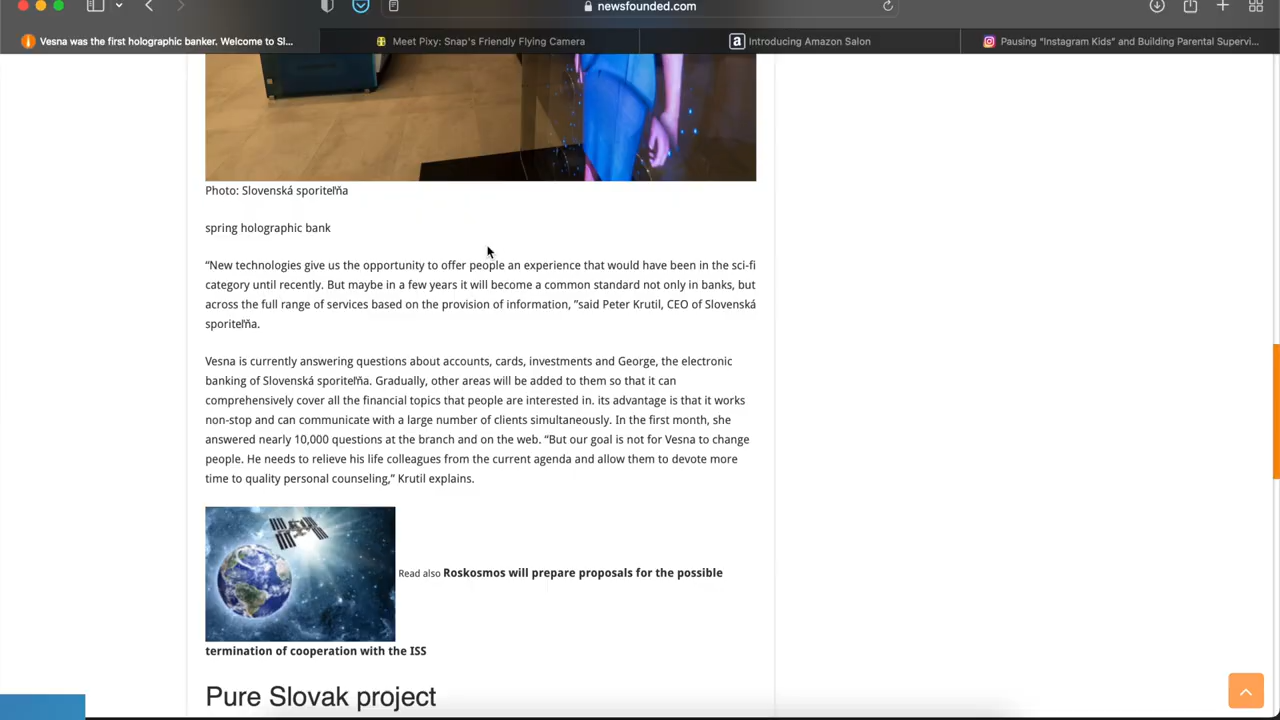 newsfounded.com
Vesna was the first holographic banker. Welcome to Sl...
Meet Pixy: Snap's Friendly Flying Camera
a Introducing Amazon Salon
Pausing “Instagram Kids” and Building Parental Supervi...
Photo: Slovenská sporiteľňa
spring holographic bank
“New technologies give us the opportunity to offer people an experience that would have been in the sci-fi
category until recently. But maybe in a few years it will become a common standard not only in banks, but
across the full range of services based on the provision of information, ”said Peter Krutil, CEO of Slovenská
sporiteľňa.
Vesna is currently answering questions about accounts, cards, investments and George, the electronic
banking of Slovenská sporiteľňa. Gradually, other areas will be added to them so that it can
comprehensively cover all the financial topics that people are interested in. its advantage is that it works
non-stop and can communicate with a large number of clients simultaneously. In the first month, she
answered nearly 10,000 questions at the branch and on the web. “But our goal is not for Vesna to change
people. He needs to relieve his life colleagues from the current agenda and allow them to devote more
time to quality personal counseling,” Krutil explains.
Read also Roskosmos will prepare proposals for the possible
termination of cooperation with the ISS
Pure Slovak project